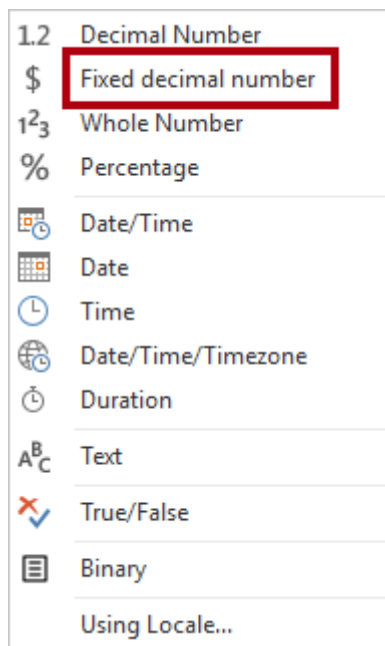 1.2 Decimal Number
$ Fixed decimal number
1²3 Whole Number
% Percentage
Date/Time
Date
Time
Date/Time/Timezone
Duration
ABC Text
True/False
Binary
Using Locale...